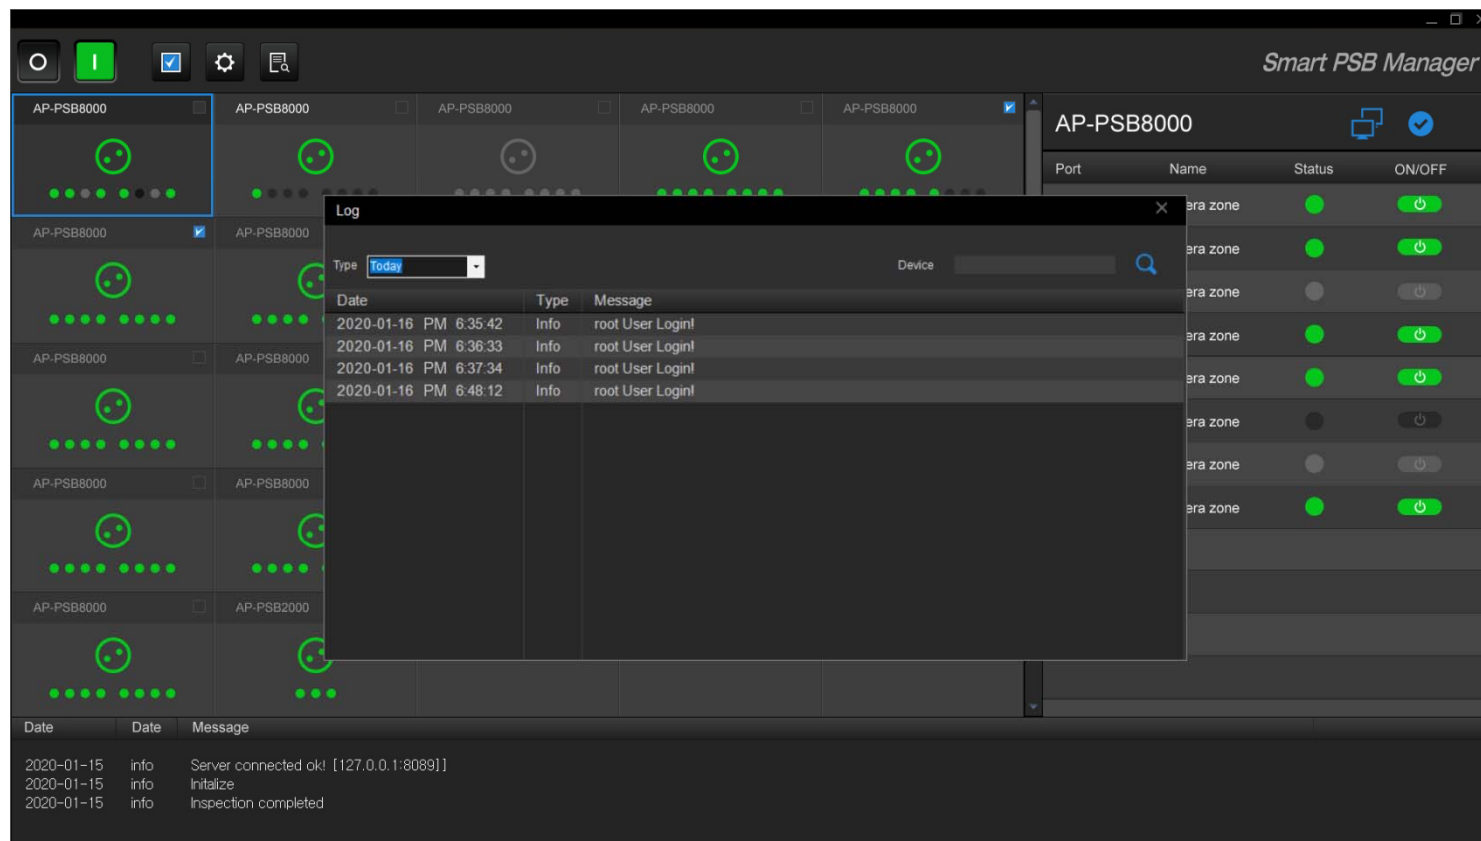 Smart PSB Manager
AP-PSB8000 AP-PSB8000 AP-PSB8000 AP-PSB8000 AP-PSB8000
AP-PSB8000
Port Name Status ON/OFF
era zone
era zone
era zone
era zone
era zone
era zone
era zone
era zone
AP-PSB8000 AP-PSB8000
AP-PSB8000 AP-PSB8000
AP-PSB8000 AP-PSB8000
AP-PSB8000 AP-PSB2000
Log
Type Today Device
Date Type Message
2020-01-16 PM 6:35:42 Info root User Login!
2020-01-16 PM 6:36:33 Info root User Login!
2020-01-16 PM 6:37:34 Info root User Login!
2020-01-16 PM 6:48:12 Info root User Login!
Date Date Message
2020-01-15 info Server connected ok! [127.0.0.1:8089]]
2020-01-15 info Initalize
2020-01-15 info Inspection completed